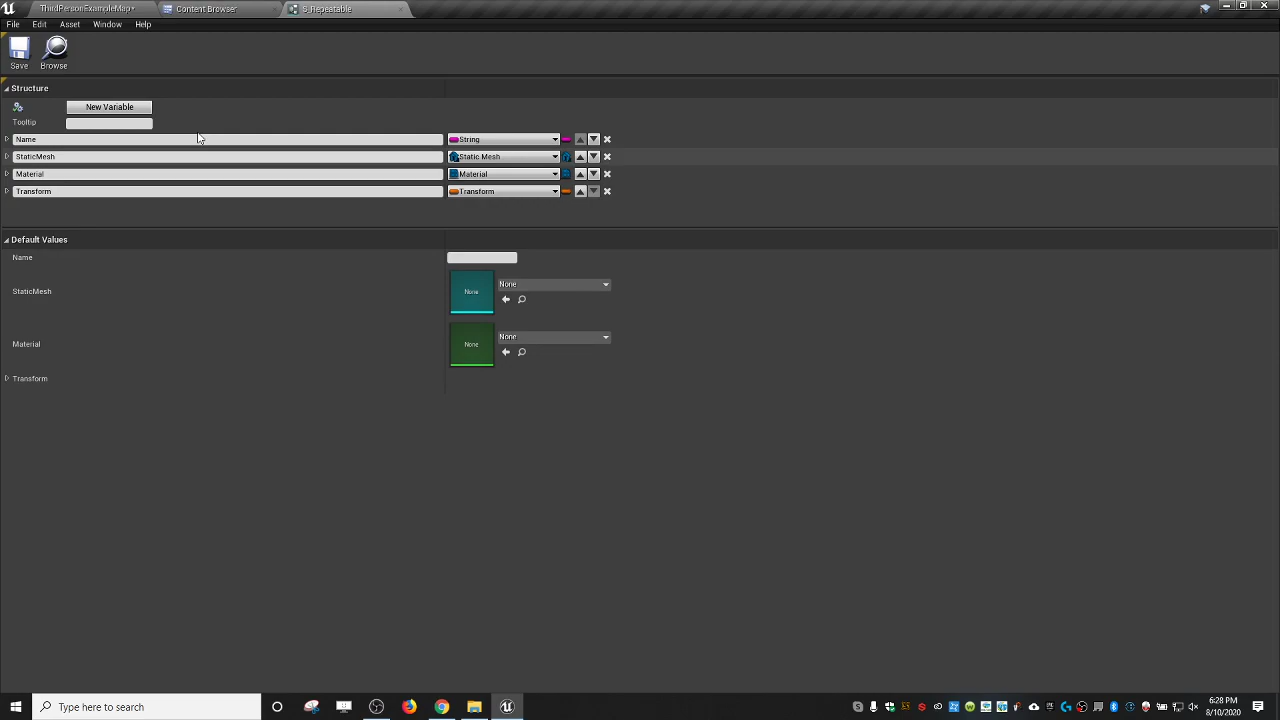 ThirdPersonExampleMap*
Content Browser
S_Repeatable
File Edit Asset Window Help
Save Browse
Structure
New Variable
Tooltip
Name String
StaticMesh Static Mesh
Material Material
Transform Transform
Default Values
Name
StaticMesh None None
Material None None
Transform
Type here to search
6:28 PM
8/10/2020